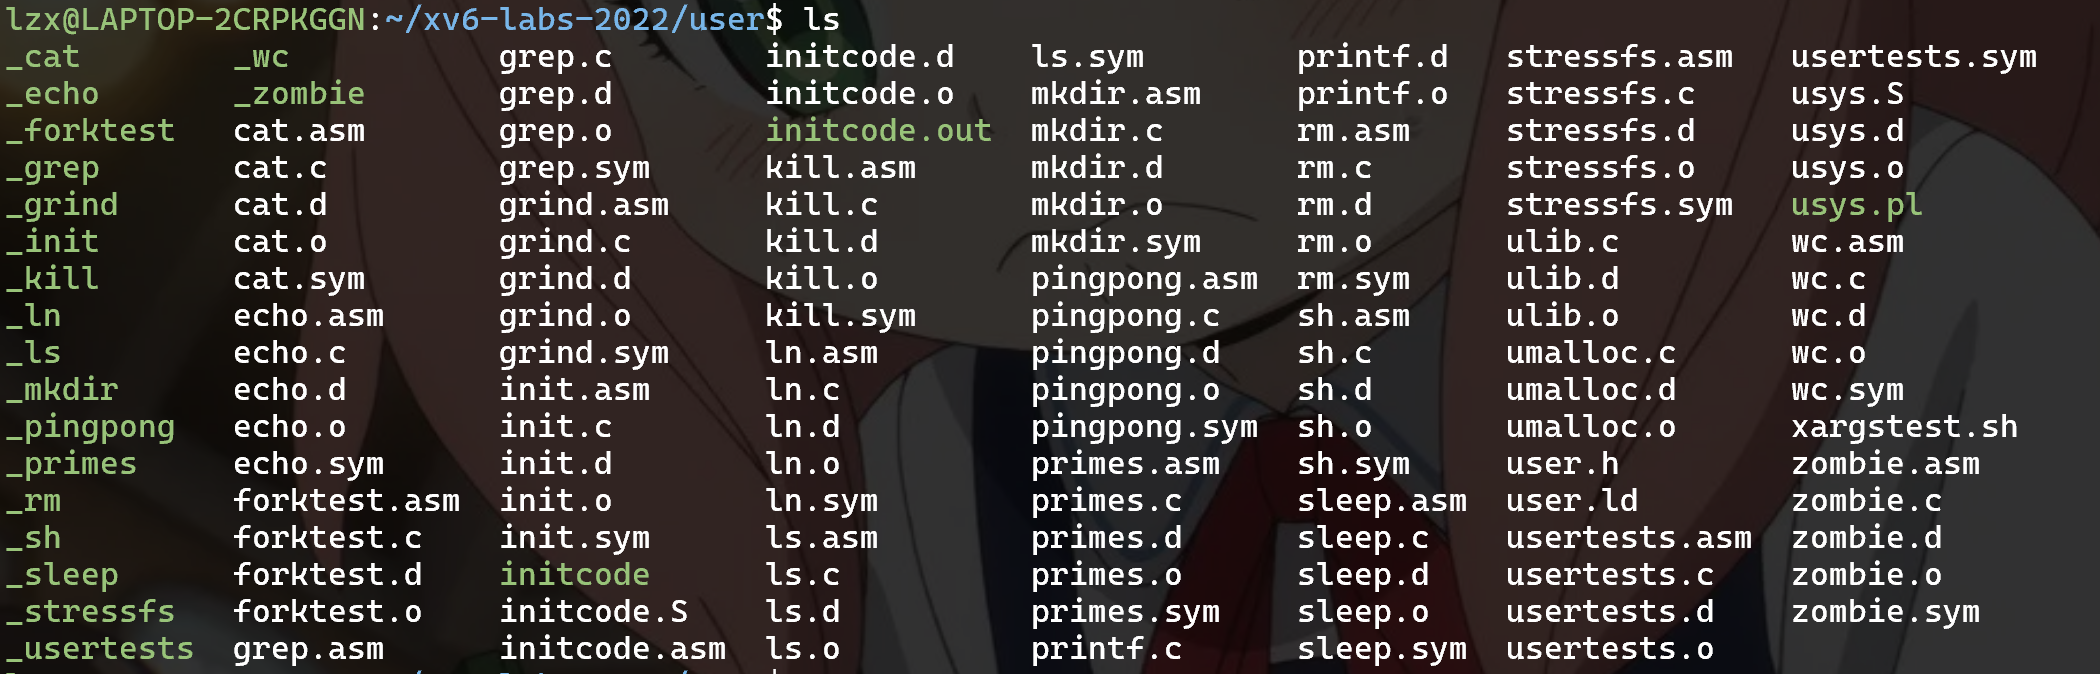 lzx@LAPTOP-2CRPKGGN:~/xv6-labs-2022/user$ ls
_cat _wc grep.c initcode.d ls.sym printf.d stressfs.asm usertests.sym
_echo _zombie grep.d initcode.o mkdir.asm printf.o stressfs.c usys.S
_forktest cat.asm grep.o initcode.out mkdir.c rm.asm stressfs.d usys.d
_grep cat.c grep.sym kill.asm mkdir.d rm.c stressfs.o usys.o
_grind cat.d grind.asm kill.c mkdir.o rm.d stressfs.sym usys.pl
_init cat.o grind.c kill.d mkdir.sym rm.o ulib.c wc.asm
_kill cat.sym grind.d kill.o pingpong.asm rm.sym ulib.d wc.c
_ln echo.asm grind.o kill.sym pingpong.c sh.asm ulib.o wc.d
_ls echo.c grind.sym ln.asm pingpong.d sh.c umalloc.c wc.o
_mkdir echo.d init.asm ln.c pingpong.o sh.d umalloc.d wc.sym
_pingpong echo.o init.c ln.d pingpong.sym sh.o umalloc.o xargstest.sh
_primes echo.sym init.d ln.o primes.asm sh.sym user.h zombie.asm
_rm forktest.asm init.o ln.sym primes.c sleep.asm user.ld zombie.c
_sh forktest.c init.sym ls.asm primes.d sleep.c usertests.asm zombie.d
_sleep forktest.d initcode ls.c primes.o sleep.d usertests.c zombie.o
_stressfs forktest.o initcode.S ls.d primes.sym sleep.o usertests.d zombie.sym
_usertests grep.asm initcode.asm ls.o printf.c sleep.sym usertests.o